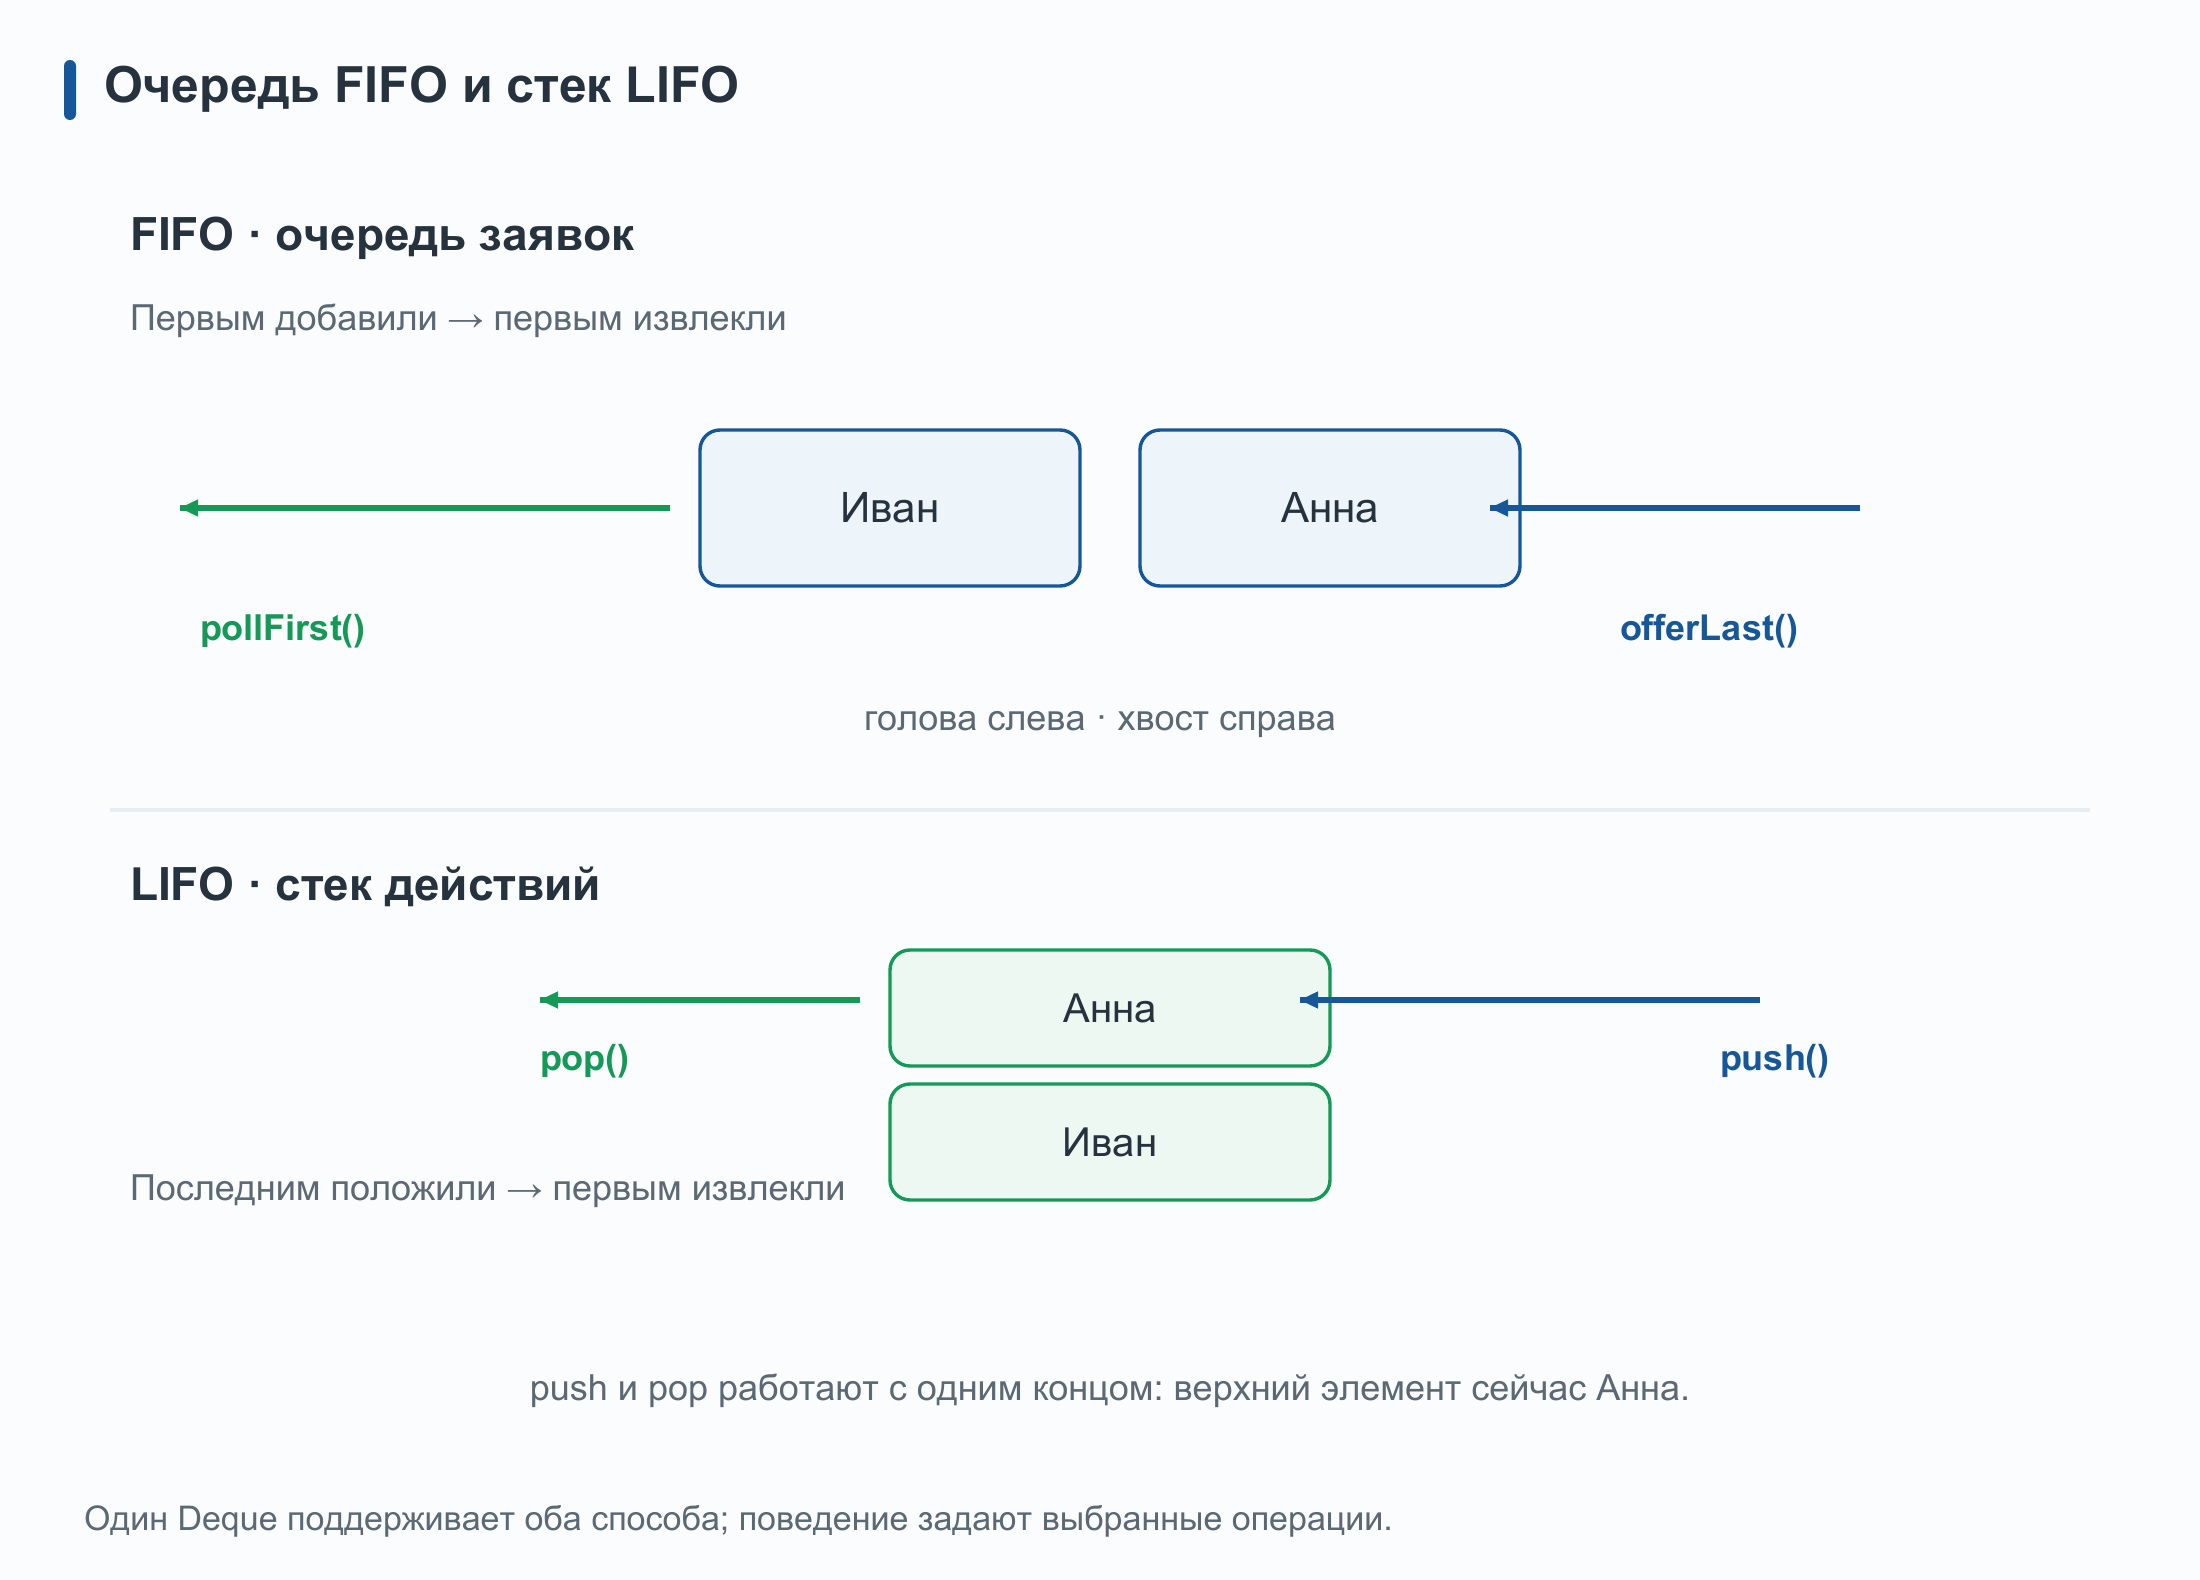 Очередь FIFO и стек LIFO
FIFO · очередь заявок
Первым добавили → первым извлекли
Иван
Анна
pollFirst()
offerLast()
голова слева · хвост справа
LIFO · стек действий
Анна
pop()
push()
Иван
Последним положили → первым извлекли
push и pop работают с одним концом: верхний элемент сейчас Анна.
Один Deque поддерживает оба способа; поведение задают выбранные операции.